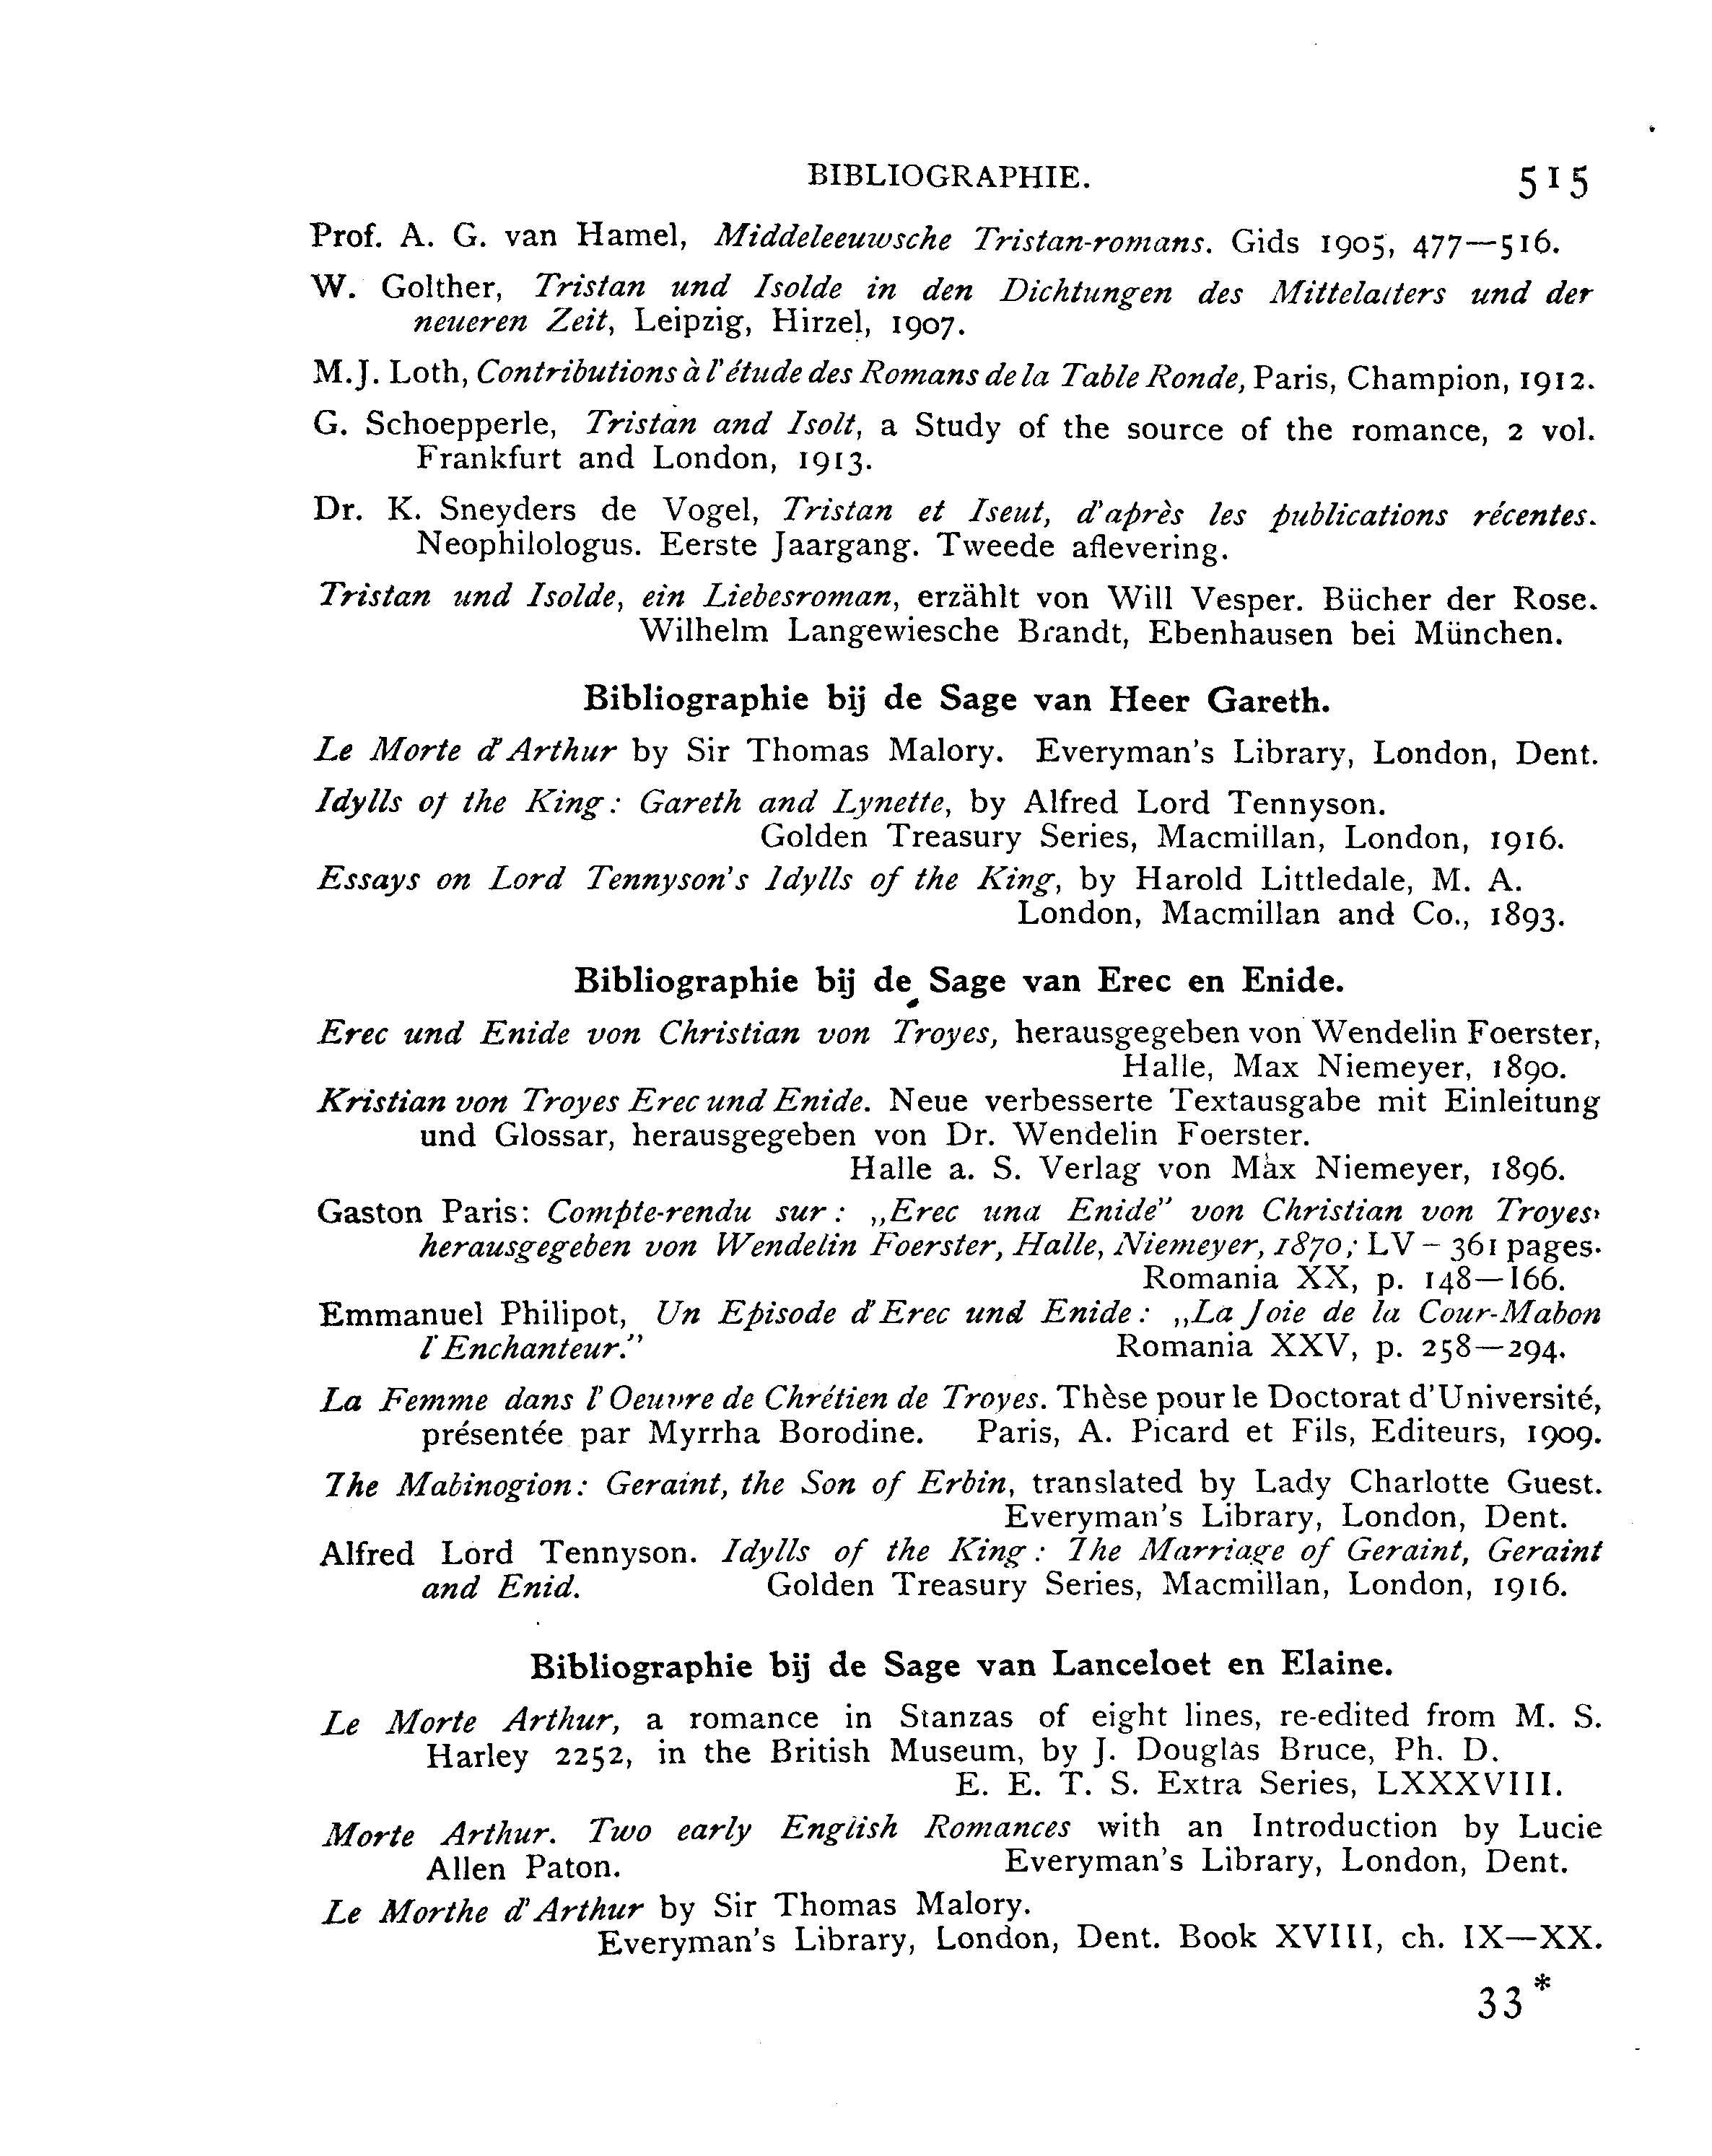 BIBLIOGRAPHIE. 515
Prof. A. G. van Hamel, Middeleeuwsche Tristan-romans. Gids 1905, 477—516.
W. Golther, Tristan und Isolde in den Dichtungen des Mittelalters und der
neueren Zeit, Leipzig, Hirzel, 1907.
M. J. Loth, Contributions à l'étude des Romans de la Table Ronde, Paris, Champion, 1912.
G. Schoepperle, Tristan and Isolt, a Study of the source of the romance, 2 vol.
Frankfurt and London, 1913.
Dr. K. Sneyders de Vogel, Tristan et Iseut, d'après les publications récentes.
Neophilologus. Eerste Jaargang. Tweede aflevering.
Tristan und Isolde, ein Liebesroman, erzählt von Will Vesper. Bücher der Rose.
Wilhelm Langewiesche Brandt, Ebenhausen bei München.
Bibliographie bij de Sage van Heer Gareth.
Le Morte d'Arthur by Sir Thomas Malory. Everyman's Library, London, Dent.
Idylls of the King: Gareth and Lynette, by Alfred Lord Tennyson.
Golden Treasury Series, Macmillan, London, 1916.
Essays on Lord Tennyson's Idylls of the King, by Harold Littledale, M. A.
London, Macmillan and Co., 1893.
Bibliographie bij de Sage van Erec en Enide.
Erec und Enide von Christian von Troyes, herausgegeben von Wendelin Foerster,
Halle, Max Niemeyer, 1890.
Kristian von Troyes Erec und Enide. Neue verbesserte Textausgabe mit Einleitung
und Glossar, herausgegeben von Dr. Wendelin Foerster.
Halle a. S. Verlag von Max Niemeyer, 1896.
Gaston Paris: Compte-rendu sur: „Erec und Enide" von Christian von Troyes,
herausgegeben von Wendelin Foerster, Halle, Niemeyer, 1870; LV – 361 pages.
Romania XX, p. 148—166.
Emmanuel Philipot, Un Episode d'Erec und Enide: „La Joie de la Cour-Mabon
l'Enchanteur." Romania XXV, p. 258—294.
La Femme dans l'Oeuvre de Chrétien de Troyes. Thèse pour le Doctorat d'Université,
présentée par Myrrha Borodine. Paris, A. Picard et Fils, Editeurs, 1909.
The Mabinogion: Geraint, the Son of Erbin, translated by Lady Charlotte Guest.
Everyman's Library, London, Dent.
Alfred Lord Tennyson. Idylls of the King: The Marriage of Geraint, Geraint
and Enid. Golden Treasury Series, Macmillan, London, 1916.
Bibliographie bij de Sage van Lanceloet en Elaine.
Le Morte Arthur, a romance in Stanzas of eight lines, re-edited from M. S.
Harley 2252, in the British Museum, by J. Douglas Bruce, Ph. D.
E. E. T. S. Extra Series, LXXXVIII.
Morte Arthur. Two early English Romances with an Introduction by Lucie
Allen Paton. Everyman's Library, London, Dent.
Le Morthe d'Arthur by Sir Thomas Malory.
Everyman's Library, London, Dent. Book XVIII, ch. IX—XX.
33*